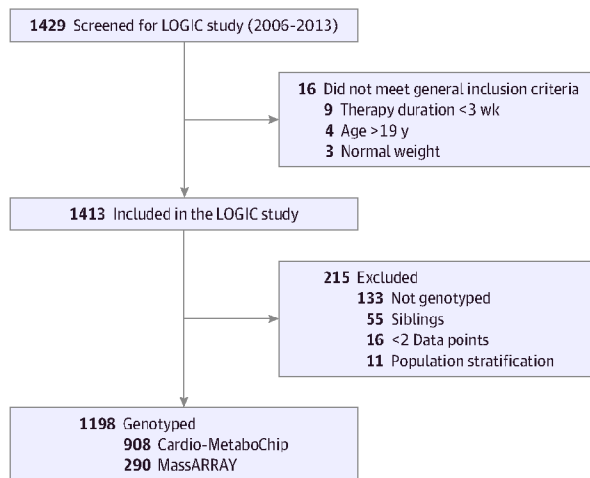 1429 Screened for LOGIC study (2006-2013)
16 Did not meet general inclusion criteria
9 Therapy duration <3 wk
4 Age >19 y
3 Normal weight
1413 Included in the LOGIC study
215 Excluded
133 Not genotyped
55 Siblings
16 <2 Data points
11 Population stratification
1198 Genotyped
908 Cardio-MetaboChip
290 MassARRAY